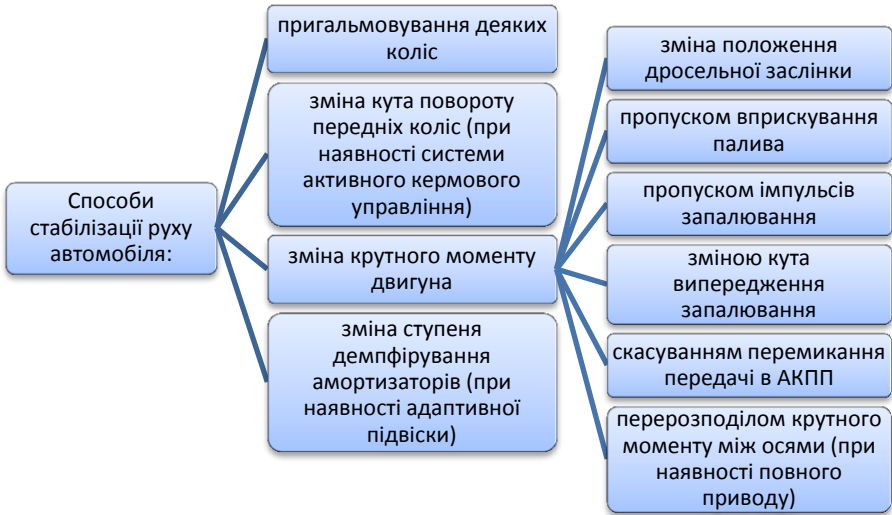 Способи
стабілізації руху
автомобіля:
пригальмовування деяких
коліс
зміна кута повороту
передніх коліс (при
наявності системи
активного кермового
управління)
зміна крутного моменту
двигуна
зміна ступеня
демпфірування
амортизаторів (при
наявності адаптивної
підвіски)
зміна положення
дросельної заслінки
пропуском вприскування
палива
пропуском імпульсів
запалювання
зміною кута
випередження
запалювання
скасуванням перемикання
передачі в АКПП
перерозподілом крутного
моменту між осями (при
наявності повного
приводу)